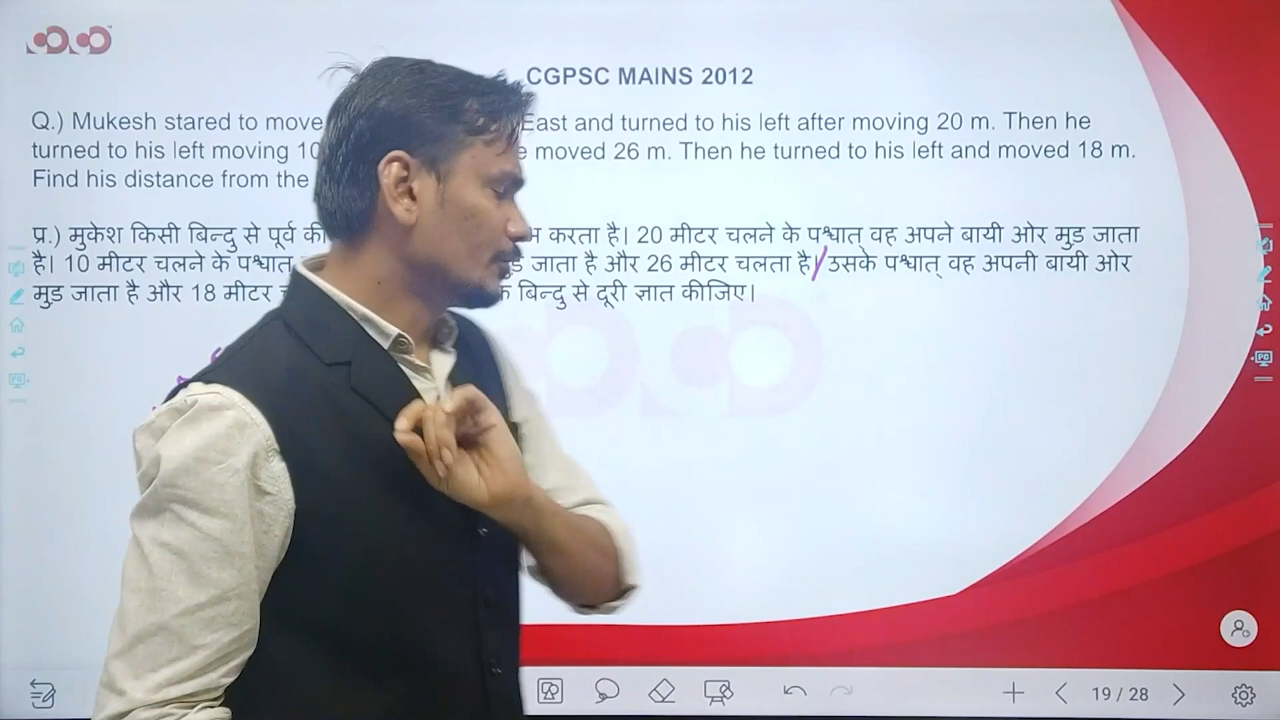 CGPSC MAINS 2012
Q.) Mukesh stared to move East and turned to his left after moving 20 m. Then he
turned to his left moving 10 moved 26 m. Then he turned to his left and moved 18 m.
Find his distance from the
प्र.) मुकेश किसी बिन्दु से पूर्व की करता है। 20 मीटर चलने के पश्चात् वह अपने बायी ओर मुड़ जाता
है। 10 मीटर चलने के पश्चात् जाता है और 26 मीटर चलता है। उसके पश्चात् वह अपनी बायी ओर
मुड जाता है और 18 मीटर बिन्दु से दूरी ज्ञात कीजिए।
19 / 28